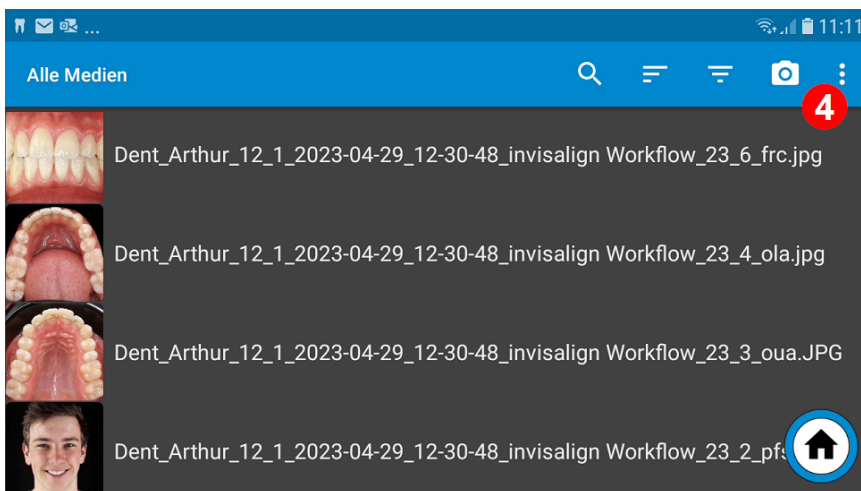 ... 11:11
Alle Medien
4
Dent_Arthur_12_1_2023-04-29_12-30-48_invisalign Workflow_23_6_frc.jpg
Dent_Arthur_12_1_2023-04-29_12-30-48_invisalign Workflow_23_4_ola.jpg
Dent_Arthur_12_1_2023-04-29_12-30-48_invisalign Workflow_23_3_oua.JPG
Dent_Arthur_12_1_2023-04-29_12-30-48_invisalign Workflow_23_2_pfs